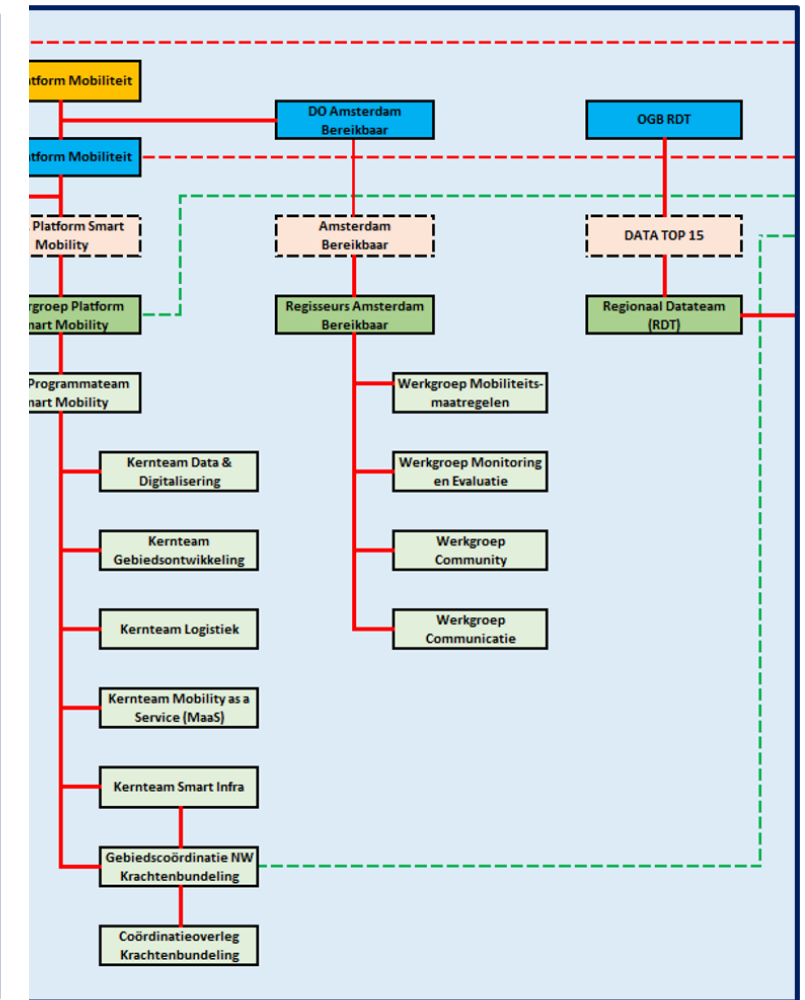 tform Mobiliteit
DO Amsterdam
Bereikbaar
OGB RDT
tform Mobiliteit
Platform Smart
Mobility
Amsterdam
Bereikbaar
DATA TOP 15
rgroep Platform
nart Mobility
Regisseurs Amsterdam
Bereikbaar
Regionaal Datateam
(RDT)
Programmateam
nart Mobility
Werkgroep Mobiliteits-
maatregelen
Kernteam Data &
Digitalisering
Werkgroep Monitoring
en Evaluatie
Kernteam
Gebiedsontwikkeling
Werkgroep
Community
Kernteam Logistiek
Werkgroep
Communicatie
Kernteam Mobility as a
Service (MaaS)
Kernteam Smart Infra
Gebiedscoördinatie NW
Krachtenbundeling
Coördinatieoverleg
Krachtenbundeling